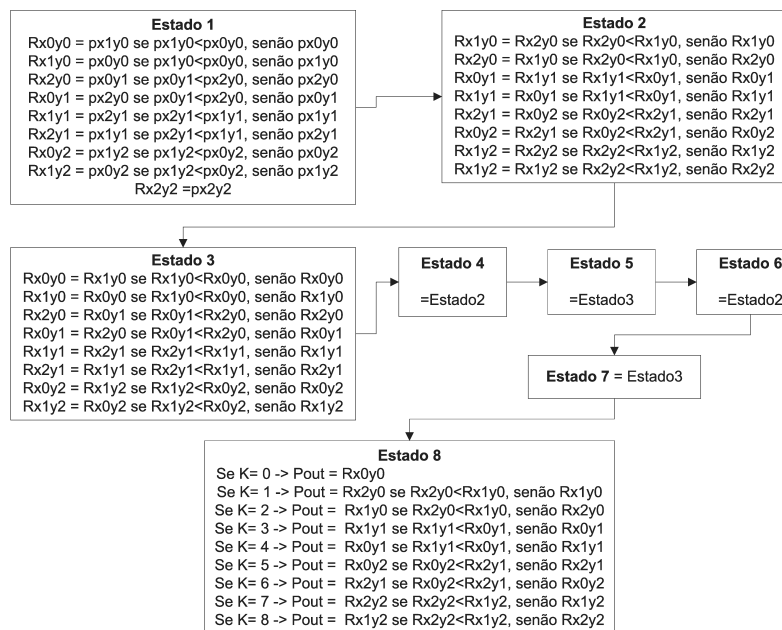 Estado 1
Rx0y0 = px1y0 se px1y0<px0y0, senão px0y0
Rx1y0 = px0y0 se px1y0<px0y0, senão px1y0
Rx2y0 = px0y1 se px0y1<px2y0, senão px2y0
Rx0y1 = px2y0 se px0y1<px2y0, senão px0y1
Rx1y1 = px2y1 se px2y1<px1y1, senão px1y1
Rx2y1 = px1y1 se px2y1<px1y1, senão px2y1
Rx0y2 = px1y2 se px1y2<px0y2, senão px0y2
Rx1y2 = px0y2 se px1y2<px0y2, senão px1y2
Rx2y2 =px2y2
Estado 2
Rx1y0 = Rx2y0 se Rx2y0<Rx1y0, senão Rx1y0
Rx2y0 = Rx1y0 se Rx2y0<Rx1y0, senão Rx2y0
Rx0y1 = Rx1y1 se Rx1y1<Rx0y1, senão Rx0y1
Rx1y1 = Rx0y1 se Rx1y1<Rx0y1, senão Rx1y1
Rx2y1 = Rx0y2 se Rx0y2<Rx2y1, senão Rx2y1
Rx0y2 = Rx2y1 se Rx0y2<Rx2y1, senão Rx0y2
Rx1y2 = Rx2y2 se Rx2y2<Rx1y2, senão Rx1y2
Rx1y2 = Rx1y2 se Rx2y2<Rx1y2, senão Rx2y2
Estado 3
Rx0y0 = Rx1y0 se Rx1y0<Rx0y0, senão Rx0y0
Rx1y0 = Rx0y0 se Rx1y0<Rx0y0, senão Rx1y0
Rx2y0 = Rx0y1 se Rx0y1<Rx2y0, senão Rx2y0
Rx0y1 = Rx2y0 se Rx0y1<Rx2y0, senão Rx0y1
Rx1y1 = Rx2y1 se Rx2y1<Rx1y1, senão Rx1y1
Rx2y1 = Rx1y1 se Rx2y1<Rx1y1, senão Rx2y1
Rx0y2 = Rx1y2 se Rx1y2<Rx0y2, senão Rx0y2
Rx1y2 = Rx0y2 se Rx1y2<Rx0y2, senão Rx1y2
Estado 4
=Estado2
Estado 5
=Estado3
Estado 6
=Estado2
Estado 7 = Estado3
Estado 8
Se K= 0 -> Pout = Rx0y0
Se K= 1 -> Pout = Rx2y0 se Rx2y0<Rx1y0, senão Rx1y0
Se K= 2 -> Pout = Rx1y0 se Rx2y0<Rx1y0, senão Rx2y0
Se K= 3 -> Pout = Rx1y1 se Rx1y1<Rx0y1, senão Rx0y1
Se K= 4 -> Pout = Rx0y1 se Rx1y1<Rx0y1, senão Rx1y1
Se K= 5 -> Pout = Rx0y2 se Rx0y2<Rx2y1, senão Rx2y1
Se K= 6 -> Pout = Rx2y1 se Rx0y2<Rx2y1, senão Rx0y2
Se K= 7 -> Pout = Rx2y2 se Rx2y2<Rx1y2, senão Rx1y2
Se K= 8 -> Pout = Rx1y2 se Rx2y2<Rx1y2, senão Rx2y2